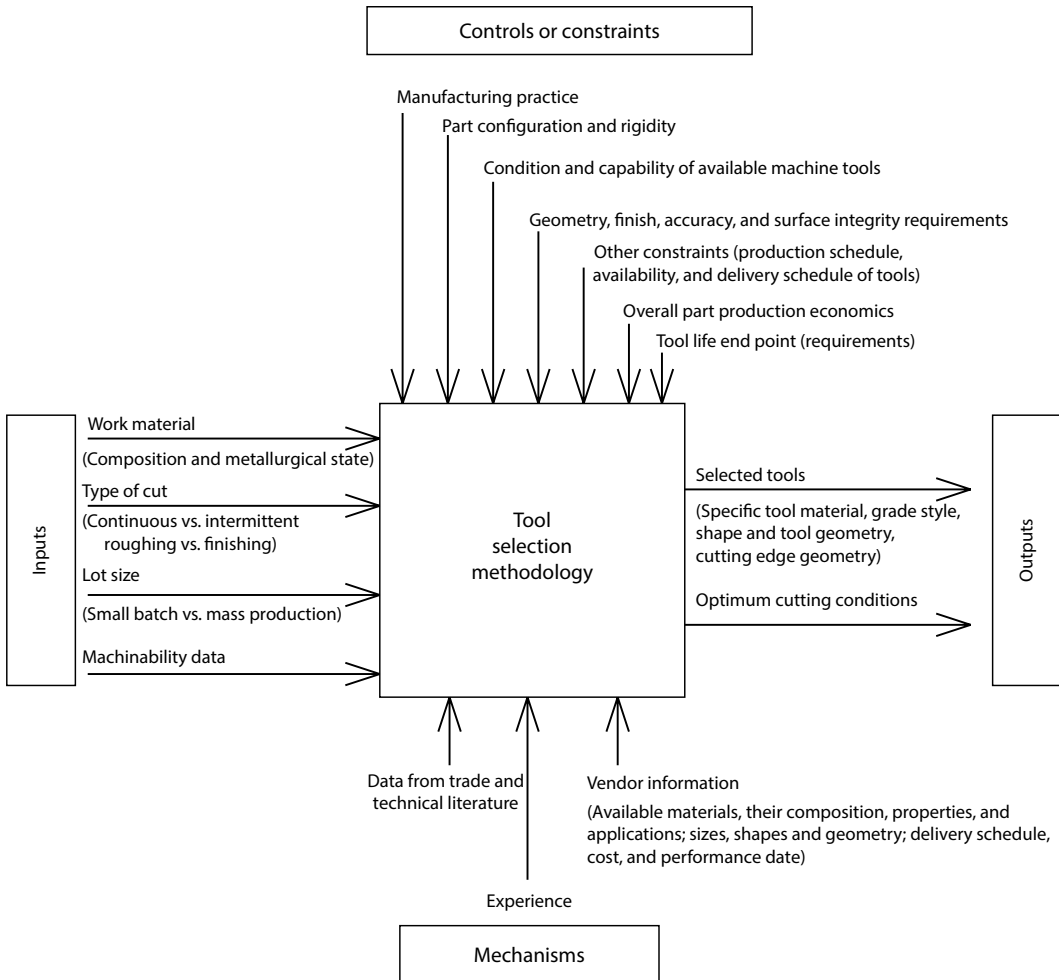 Controls or constraints
Manufacturing practice
Part configuration and rigidity
Condition and capability of available machine tools
Geometry, finish, accuracy, and surface integrity requirements
Other constraints (production schedule,
availability, and delivery schedule of tools)
Overall part production economics
Tool life end point (requirements)
Inputs
Work material
(Composition and metallurgical state)
Type of cut
(Continuous vs. intermittent
roughing vs. finishing)
Lot size
(Small batch vs. mass production)
Machinability data
Tool
selection
methodology
Selected tools
(Specific tool material, grade style,
shape and tool geometry,
cutting edge geometry)
Optimum cutting conditions
Outputs
Data from trade and
technical literature
Experience
Vendor information
(Available materials, their composition, properties, and
applications; sizes, shapes and geometry; delivery schedule,
cost, and performance date)
Mechanisms